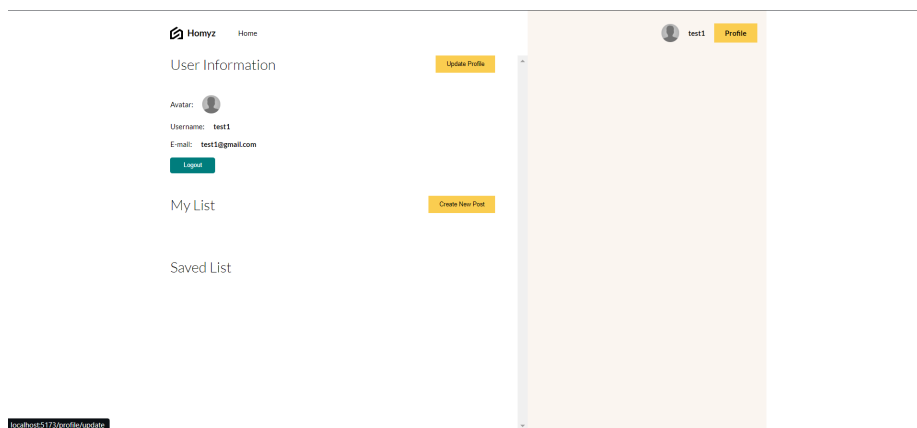 Homyz Home test1 Profile
User Information Update Profile
Avatar:
Username: test1
E-mail: test1@gmail.com
Logout
My List Create New Post
Saved List
localhost:5173/profile/update